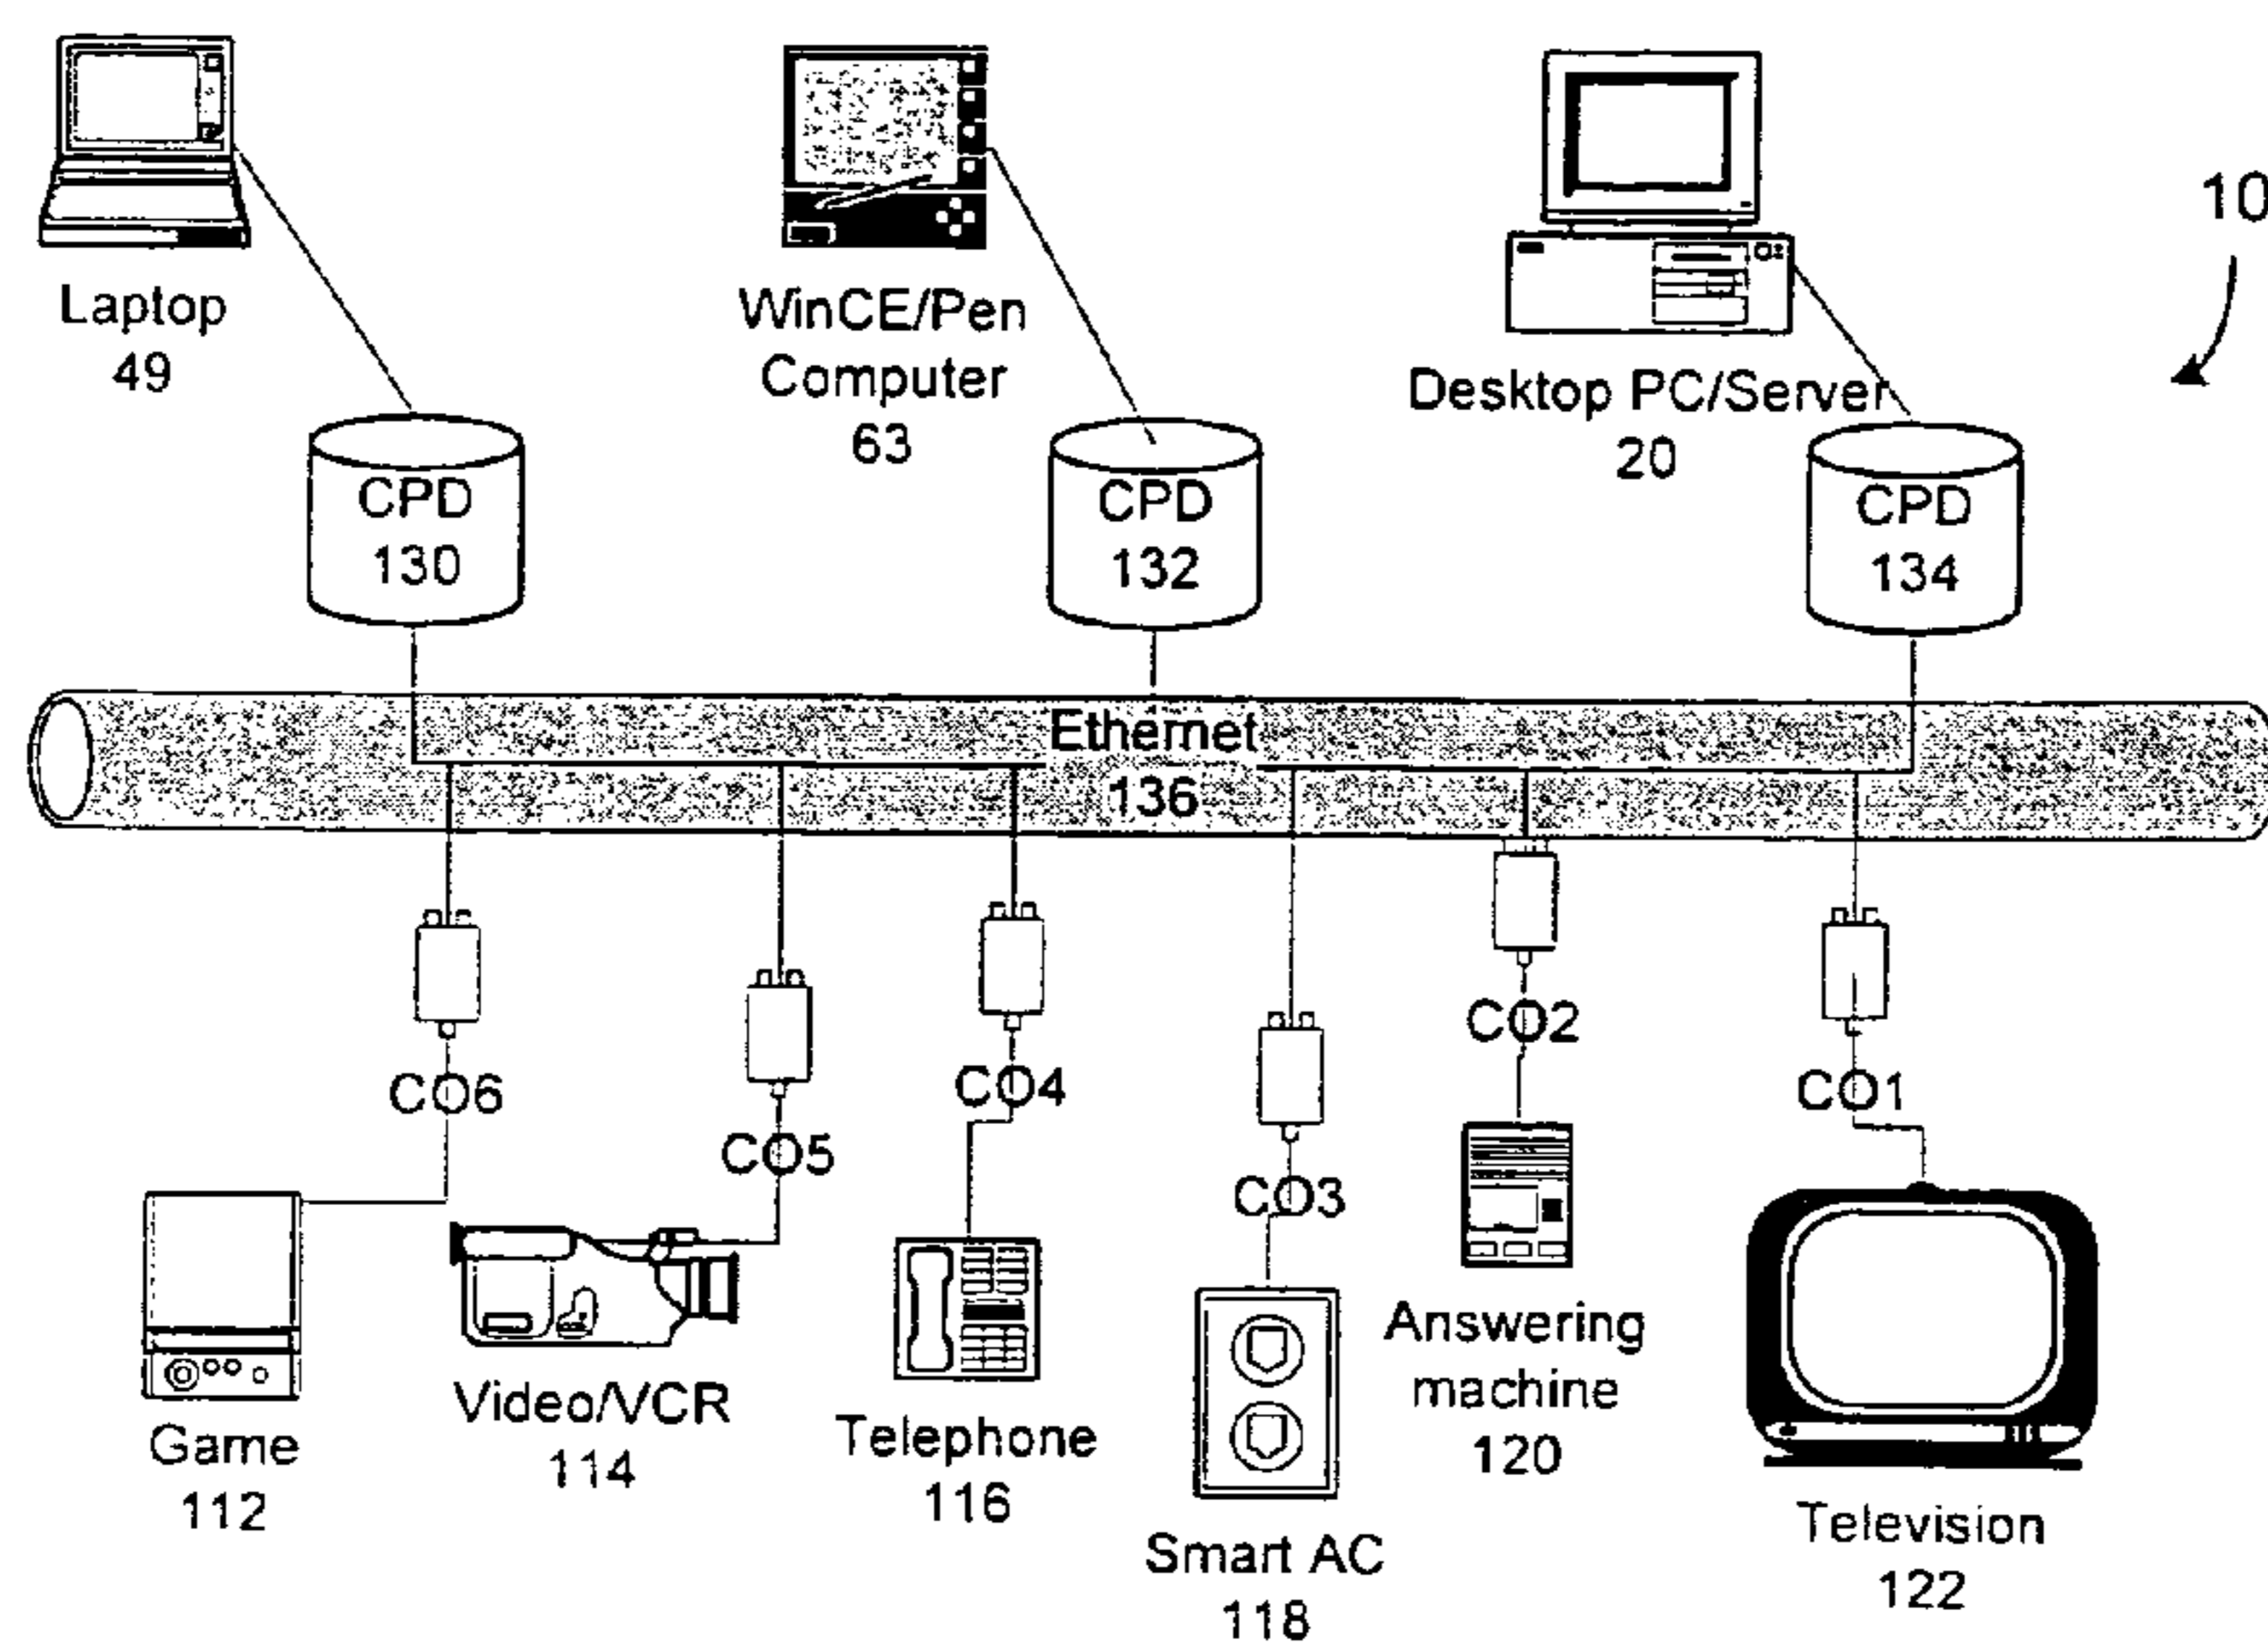 10
Laptop
49
WinCE/Pen
Computer
63
Desktop PC/Server
20
CPD
130
CPD
132
CPD
134
Ethernet
136
CO6
CO5
CO4
CO3
CO2
CO1
Game
112
Video/VCR
114
Telephone
116
Smart AC
118
Answering
machine
120
Television
122